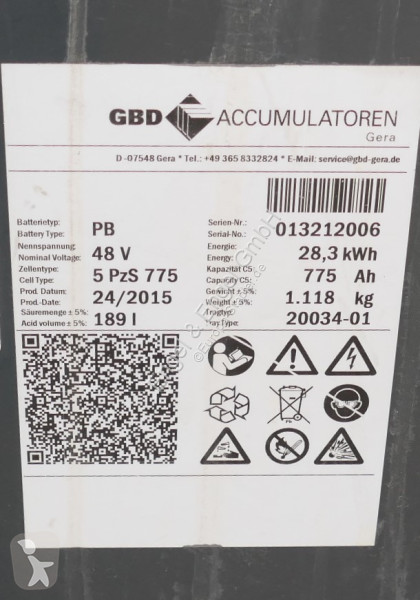 GBD ACCUMULATOREN
Gera
D -07548 Gera * Tel.: +49 365 8332824 * E-Mail: service@gbd-gera.de
Batterietyp: PB
Battery Type:
Nennspannung
Nominal Voltage: 48 V
Zellentype:
Cell Type: 5 PzS 775
Prod. Datum:
Prod.-Date: 24/2015
Säuremenge ± 5%:
Acid volume ± 5%: 189 l
Serien-Nr.: 013212006
Serial-No.:
Energie: 28,3 kWh
Energy:
Kapazität C5: 775 Ah
Capacity C5:
Gewicht ± 5%: 1.118 kg
Weight ± 5%:
Trogtyp: 20034-01
Tray Type:
Pb